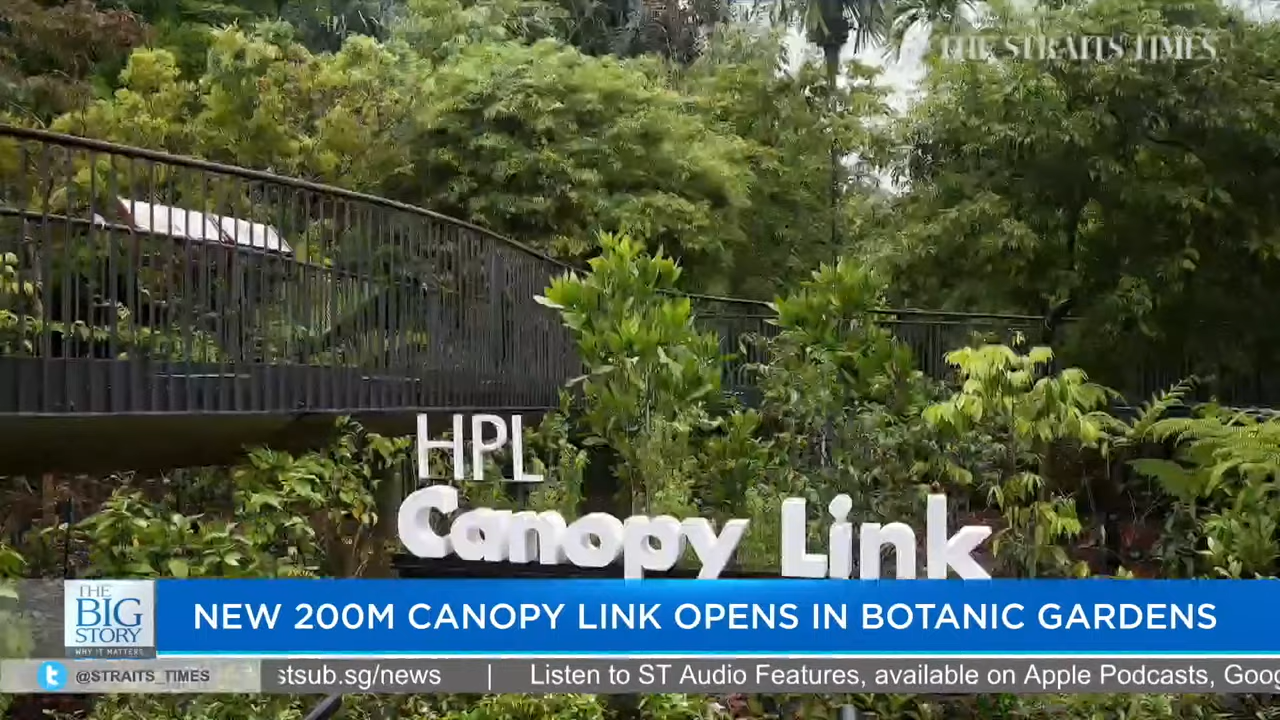 THE STRAITS TIMES
HPL
Canopy Link
THE
BIG
STORY
WHY IT MATTERS
NEW 200M CANOPY LINK OPENS IN BOTANIC GARDENS
@STRAITS_TIMES
stsub.sg/news | Listen to ST Audio Features, available on Apple Podcasts, Goog